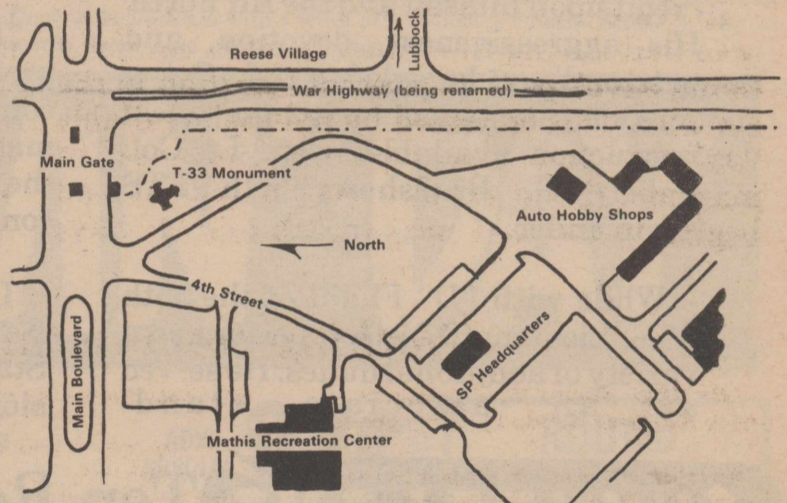 Lubbock
Reese Village
War Highway (being renamed)
Main Gate
T-33 Monument
Auto Hobby Shops
North
4th Street
Main Boulevard
SP Headquarters
Mathis Recreation Center